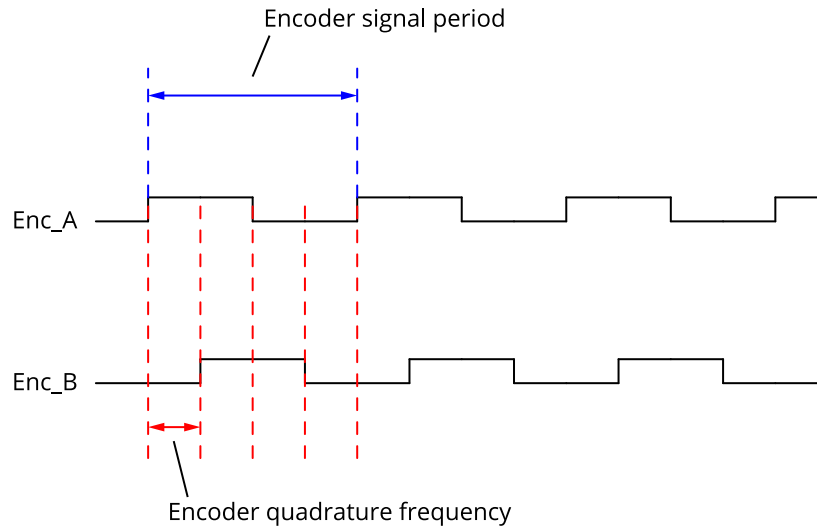 Encoder signal period
Enc_A
Enc_B
Encoder quadrature frequency